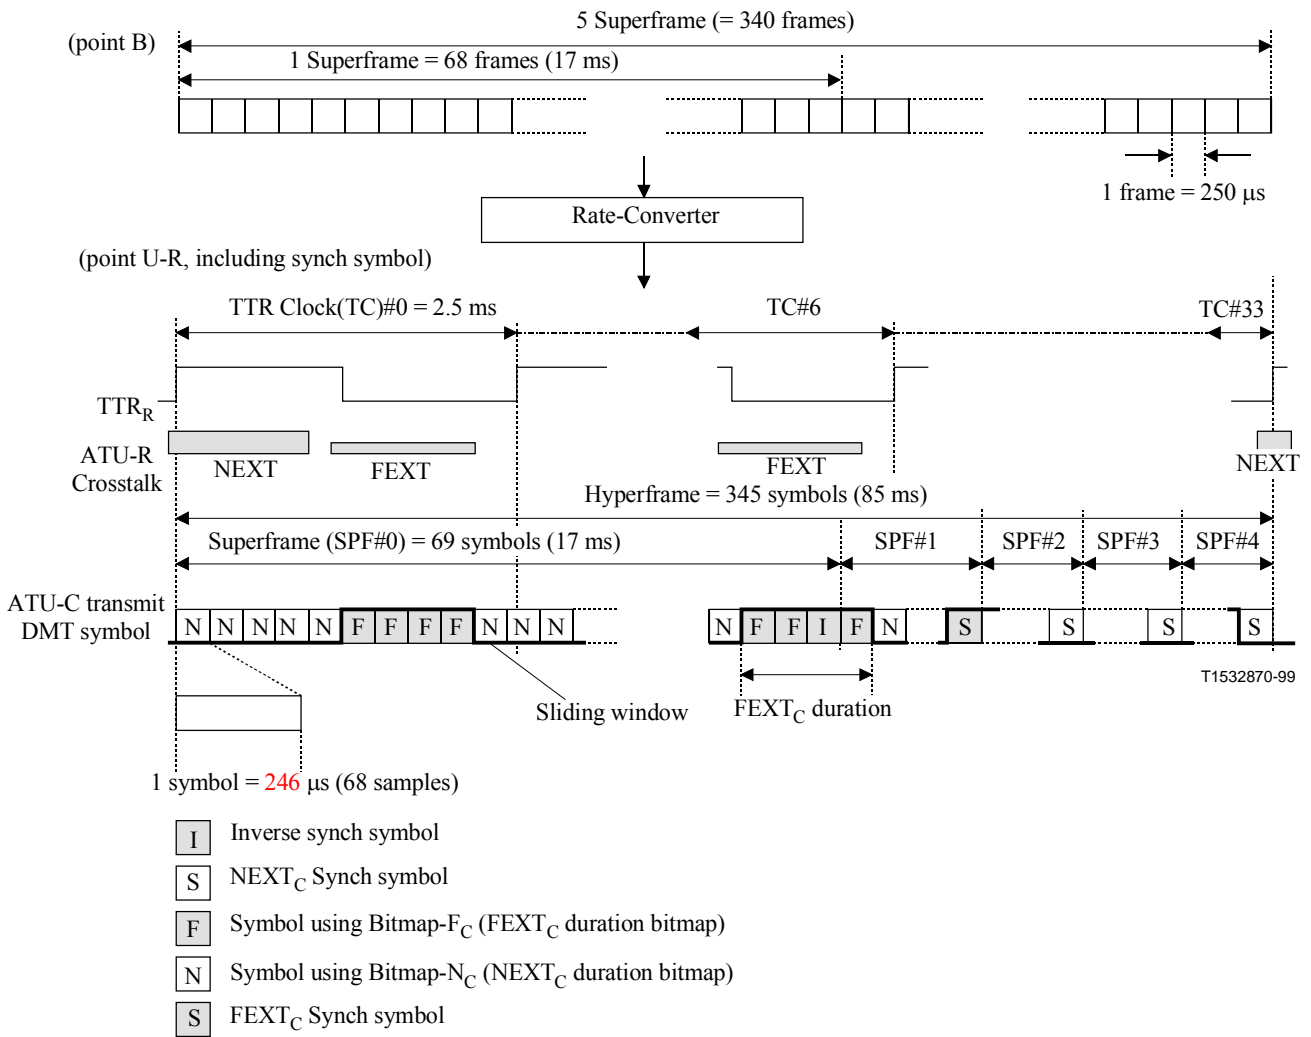 5 Superframe (= 340 frames)
(point B)
1 Superframe = 68 frames (17 ms)
1 frame = 250 μs
Rate-Converter
(point U-R, including synch symbol)
TTR Clock(TC)#0 = 2.5 ms
TC#6
TC#33
TTRR
ATU-R
Crosstalk
NEXT
FEXT
FEXT
NEXT
Hyperframe = 345 symbols (85 ms)
Superframe (SPF#0) = 69 symbols (17 ms)
SPF#1
SPF#2
SPF#3
SPF#4
ATU-C transmit
DMT symbol
N N N N N F F F F N N N
N F F I F N
S
S
S
S
T1532870-99
Sliding window
FEXTC duration
1 symbol = 246 μs (68 samples)
I Inverse synch symbol
S NEXTC Synch symbol
F Symbol using Bitmap-FC (FEXTC duration bitmap)
N Symbol using Bitmap-NC (NEXTC duration bitmap)
S FEXTC Synch symbol